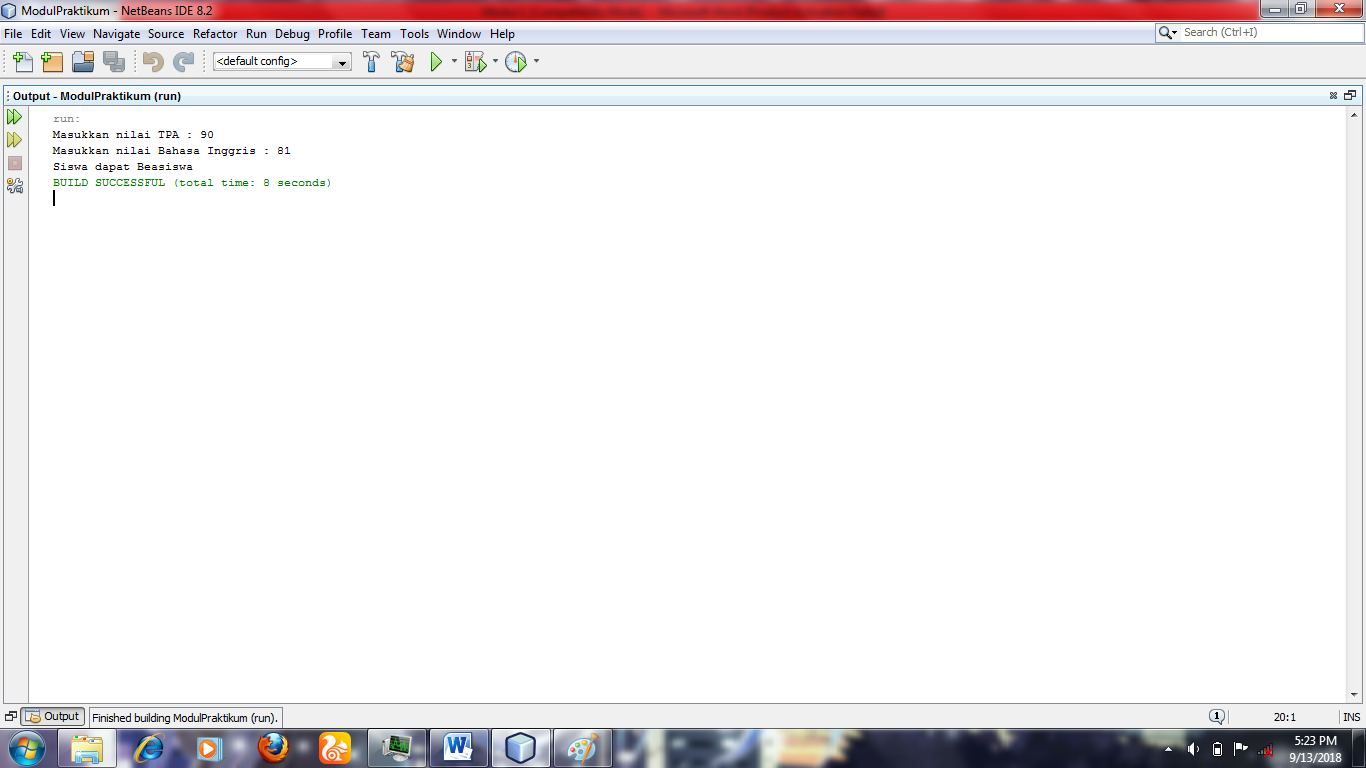 ModulPraktikum - NetBeans IDE 8.2
File Edit View Navigate Source Refactor Run Debug Profile Team Tools Window Help
Search (Ctrl+I)
<default config>
Output - ModulPraktikum (run)
run:
Masukkan nilai TPA : 90
Masukkan nilai Bahasa Inggris : 81
Siswa dapat Beasiswa
BUILD SUCCESSFUL (total time: 8 seconds)
Output
Finished building ModulPraktikum (run).
1
20:1
INS
5:23 PM
9/13/2018